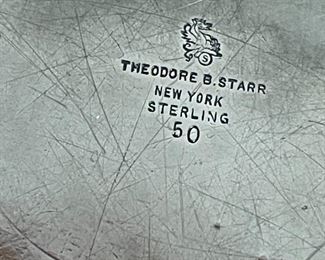 S
THEODORE B. STARR
NEW YORK
STERLING
50